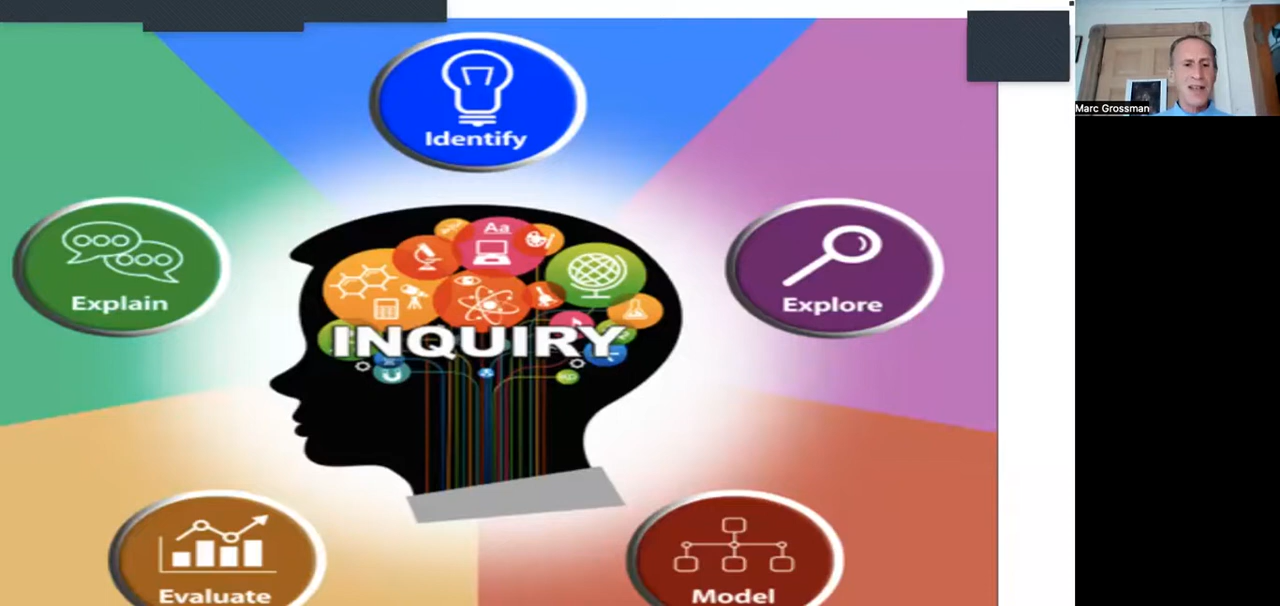 Identify
Marc Grossman
Aa
Explain
Explore
INQUIRY
Evaluate
Model